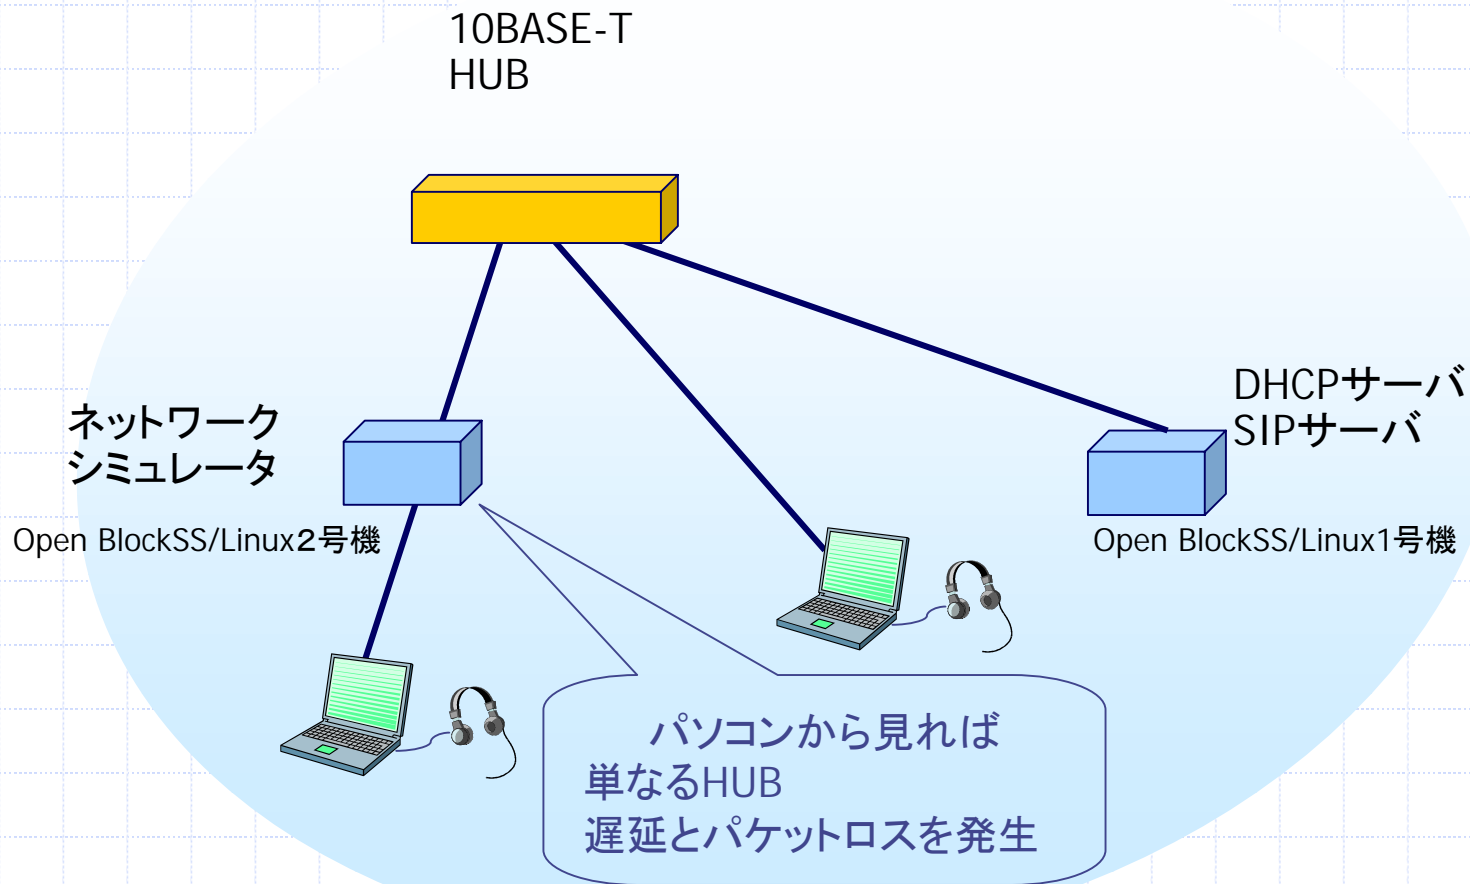 10BASE-T
HUB
DHCPサーバ
SIPサーバ
ネットワーク
シミュレータ
Open BlockSS/Linux２号機
Open BlockSS/Linux1号機
パソコンから見れば
単なるHUB
遅延とパケットロスを発生